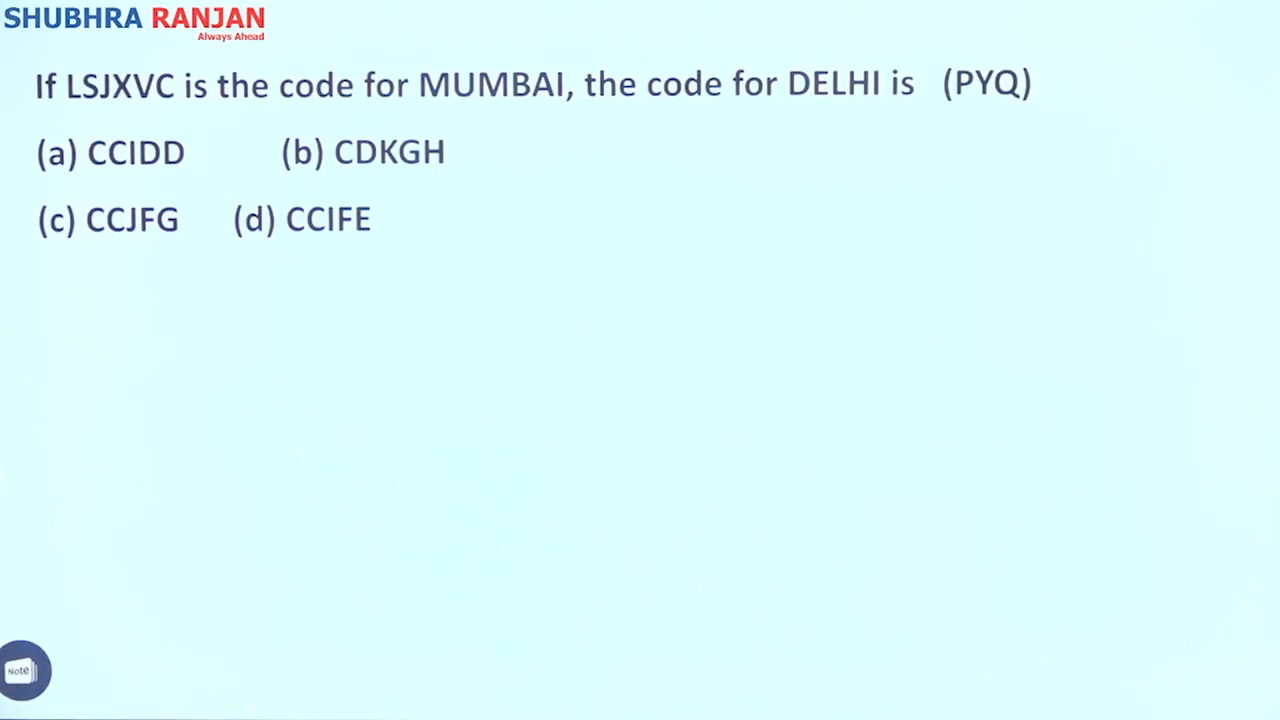 SHUBHRA RANJAN
Always Ahead
If LSJXVC is the code for MUMBAI, the code for DELHI is (PYQ)
(a) CCIDD (b) CDKGH
(c) CCJFG (d) CCIFE
Note